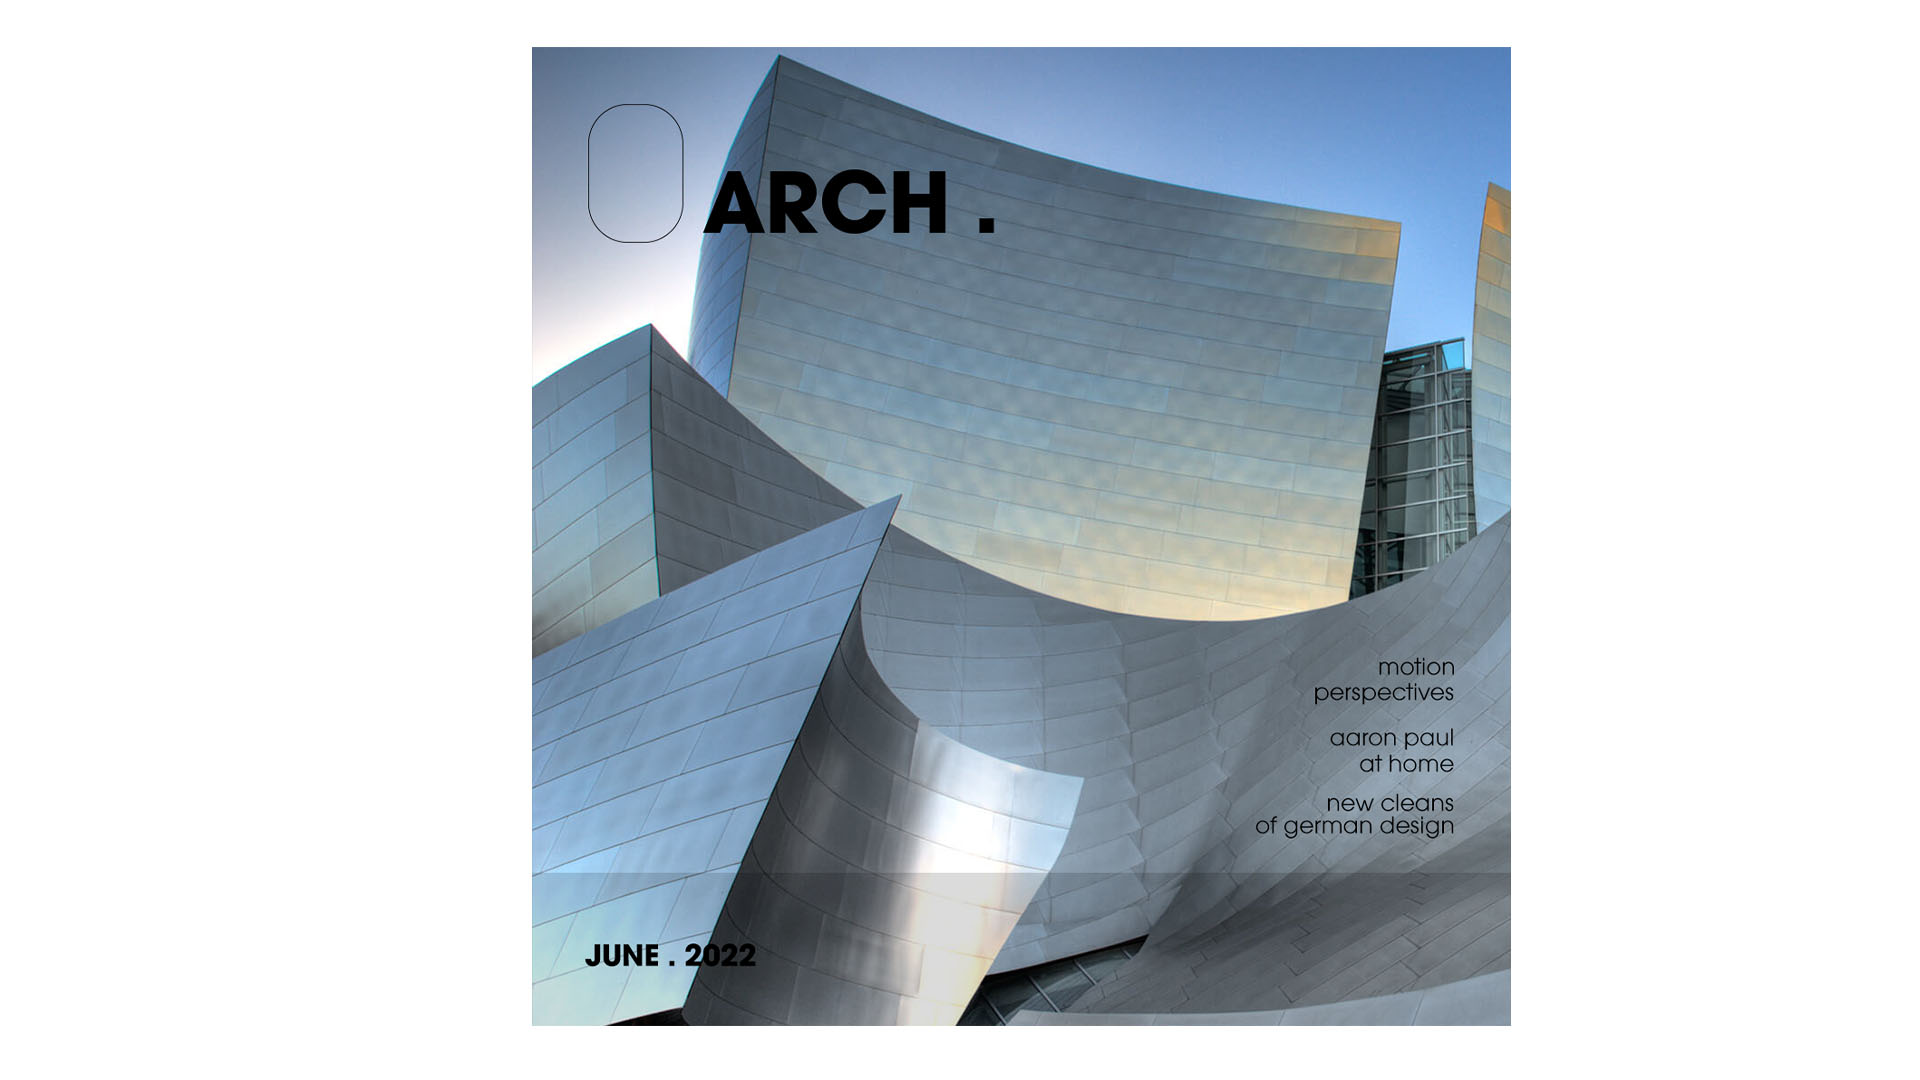 ARCH .
motion
perspectives
aaron paul
at home
new cleans
of german design
JUNE . 2022